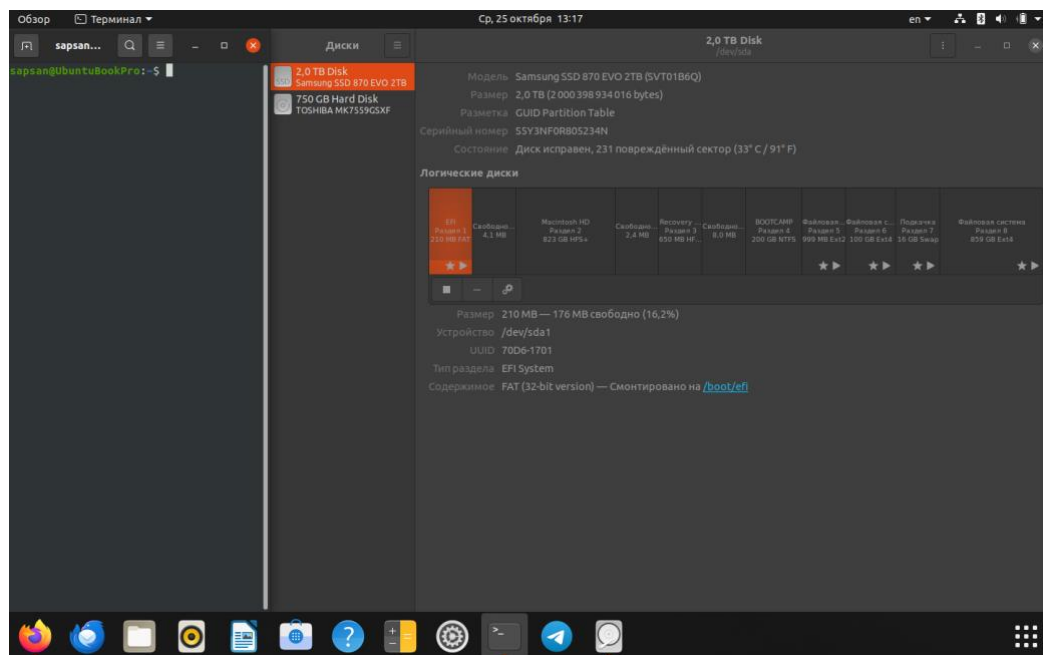 Обзор
Терминал
Ср, 25 октября 13:17
en
sapsan...
sapsan@UbuntuBookPro:~$
Диски
2,0 TB Disk
Samsung SSD 870 EVO 2TB
750 GB Hard Disk
TOSHIBA MK7559GSXF
2,0 TB Disk
/dev/sda
Модель Samsung SSD 870 EVO 2TB (SVT01B6Q)
Размер 2,0 TB (2 000 398 934 016 bytes)
Разметка GUID Partition Table
Серийный номер S5Y3NF0R805234N
Состояние Диск исправен, 231 повреждённый сектор (33° C / 91° F)
Логические диски
EFI
Раздел 1
210 MB FAT
Свободно...
4,1 MB
Macintosh HD
Раздел 2
823 GB HFS+
Свободно...
2,4 MB
Recovery ...
Раздел 3
650 MB HF...
Свободно...
8,0 MB
BOOTCAMP
Раздел 4
200 GB NTFS
Файловая...
Раздел 5
999 MB Ext2
Файловая с...
Раздел 6
100 GB Ext4
Подкачка
Раздел 7
16 GB Swap
Файловая система
Раздел 8
859 GB Ext4
Размер 210 MB — 176 MB свободно (16,2%)
Устройство /dev/sda1
UUID 70D6-1701
Тип раздела EFI System
Содержимое FAT (32-bit version) — Смонтировано на /boot/efi